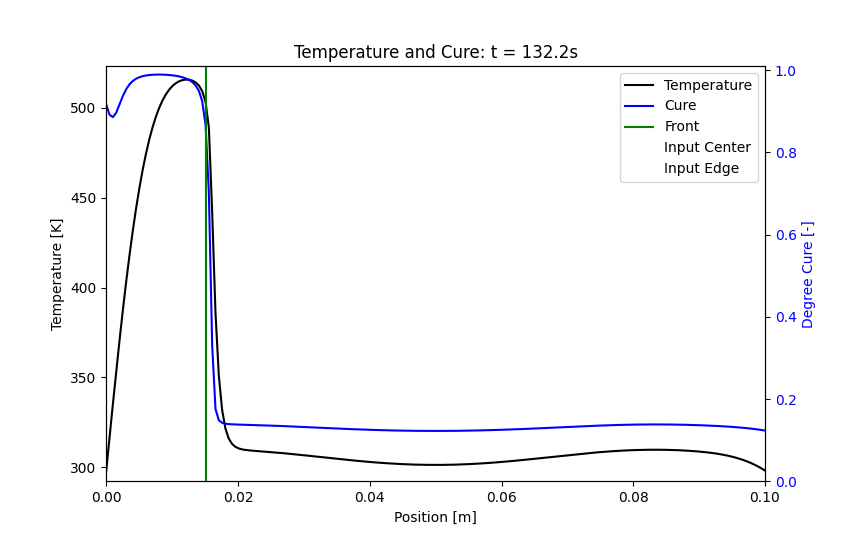 Temperature and Cure: t = 132.2s
Temperature
Cure
Front
Input Center
Input Edge
500
450
400
350
300
Temperature [K]
1.0
0.8
0.6
0.4
0.2
0.0
Degree Cure [-]
0.00 0.02 0.04 0.06 0.08 0.10
Position [m]